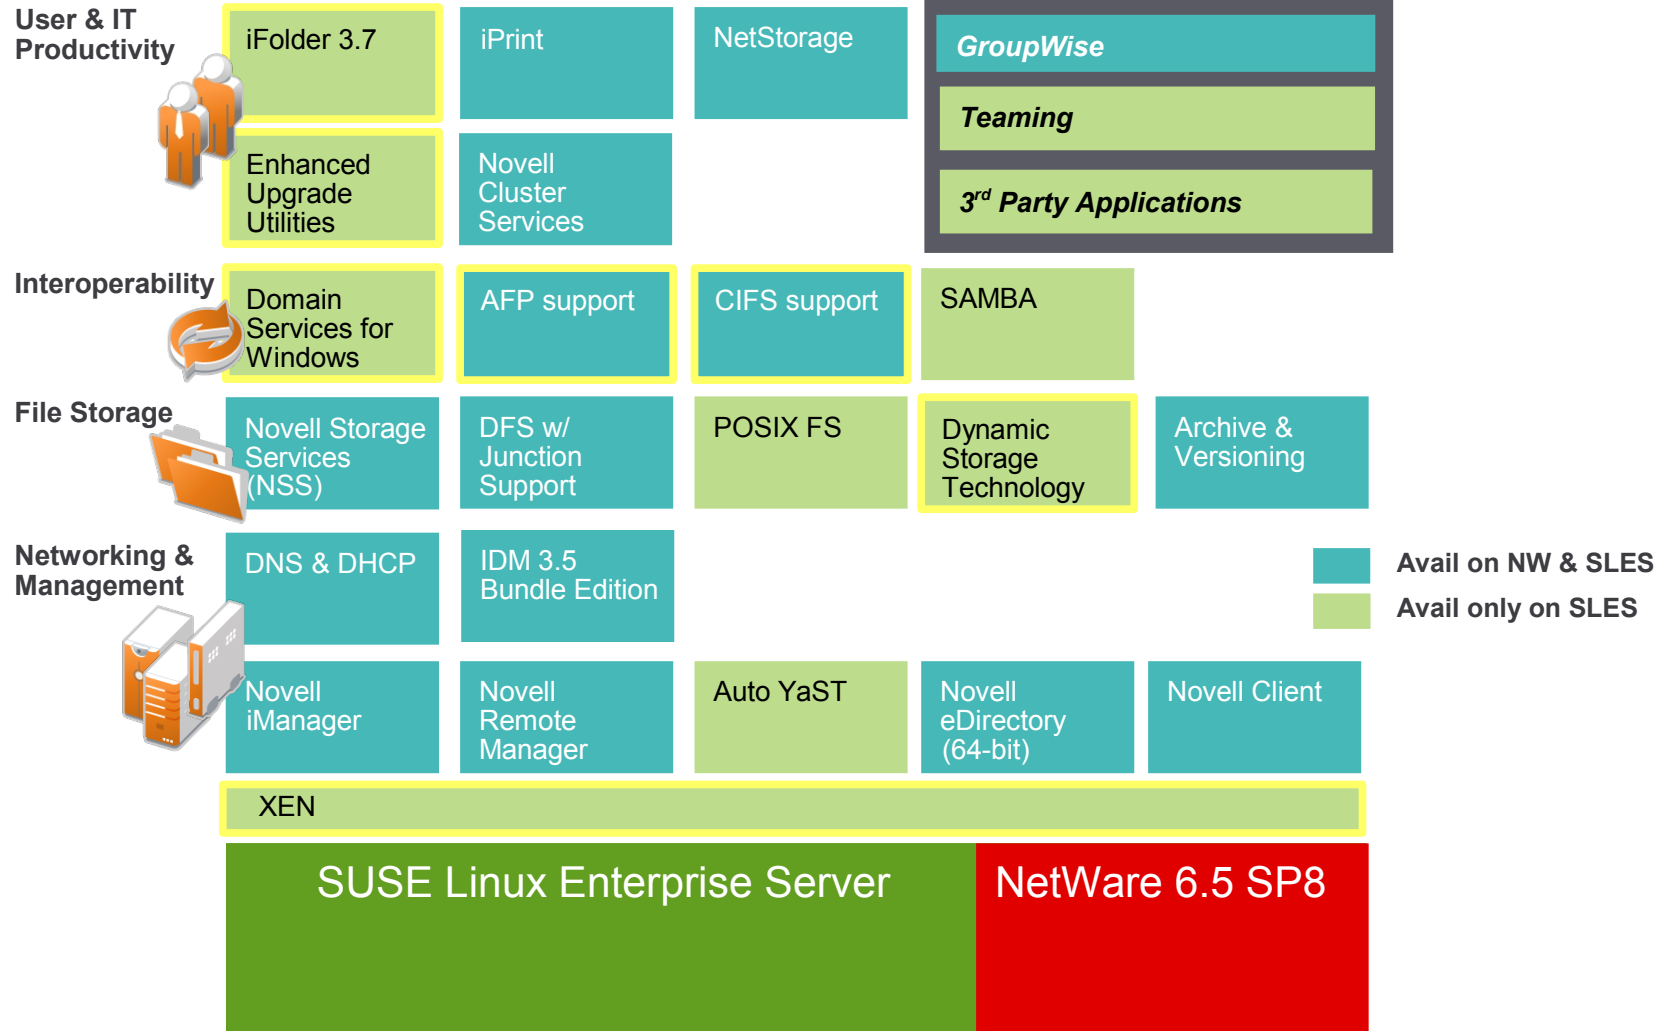 User & IT
Productivity
iFolder 3.7
iPrint
NetStorage
GroupWise
Teaming
3rd Party Applications
Enhanced
Upgrade
Utilities
Novell
Cluster
Services
Interoperability
Domain
Services for
Windows
AFP support
CIFS support
SAMBA
File Storage
Novell Storage
Services
(NSS)
DFS w/
Junction
Support
POSIX FS
Dynamic
Storage
Technology
Archive &
Versioning
Networking &
Management
DNS & DHCP
IDM 3.5
Bundle Edition
Avail on NW & SLES
Avail only on SLES
Novell
iManager
Novell
Remote
Manager
Auto YaST
Novell
eDirectory
(64-bit)
Novell Client
XEN
SUSE Linux Enterprise Server
NetWare 6.5 SP8